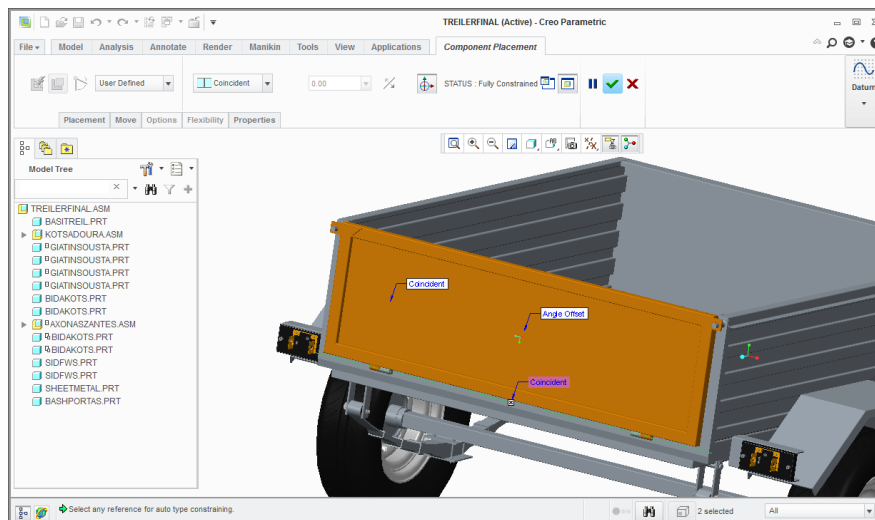 TREILERFINAL (Active) - Creo Parametric
File Model Analysis Annotate Render Manikin Tools View Applications Component Placement
User Defined Coincident 0.00 STATUS : Fully Constrained
Datum
Placement Move Options Flexibility Properties
Model Tree
TREILERFINAL.ASM
BASITREIL.PRT
KOTSADOURA.ASM
GIATINSOUSTA.PRT
GIATINSOUSTA.PRT
GIATINSOUSTA.PRT
GIATINSOUSTA.PRT
BIDAKOTS.PRT
BIDAKOTS.PRT
AXONASZANTES.ASM
BIDAKOTS.PRT
BIDAKOTS.PRT
SIDFWS.PRT
SIDFWS.PRT
SHEETMETAL.PRT
BASHPORTAS.PRT
Coincident
Angle Offset
Coincident
Select any reference for auto type constraining.
2 selected
All